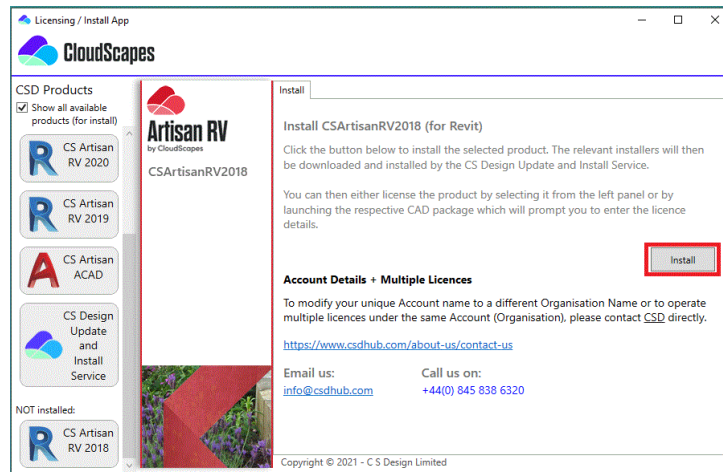 Licensing / Install App
CloudScapes
CSD Products
Show all available
products (for install)
CS Artisan
RV 2020
CS Artisan
RV 2019
CS Artisan
ACAD
CS Design
Update
and
Install
Service
NOT installed:
CS Artisan
RV 2018
Artisan RV
by CloudScapes
CSArtisanRV2018
Install
Install CSArtisanRV2018 (for Revit)
Click the button below to install the selected product. The relevant installers will then
be downloaded and installed by the CS Design Update and Install Service.
You can then either license the product by selecting it from the left panel or by
launching the respective CAD package which will prompt you to enter the licence
details.
Install
Account Details + Multiple Licences
To modify your unique Account name to a different Organisation Name or to operate
multiple licences under the same Account (Organisation), please contact CSD directly.
https://www.csdhub.com/about-us/contact-us
Email us:
Call us on:
info@csdhub.com
+44(0) 845 838 6320
Copyright © 2021 - C S Design Limited